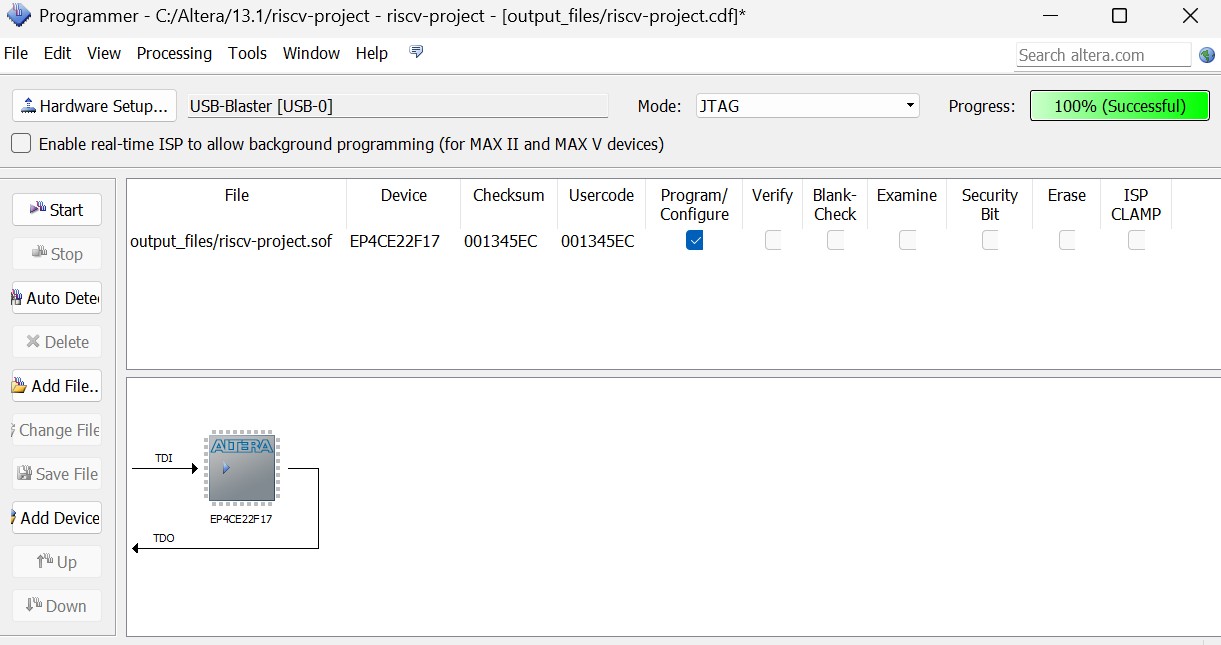 Programmer - C:/Altera/13.1/riscv-project - riscv-project - [output_files/riscv-project.cdf]*
File Edit View Processing Tools Window Help
Search altera.com
Hardware Setup... USB-Blaster [USB-0] Mode: JTAG Progress: 100% (Successful)
Enable real-time ISP to allow background programming (for MAX II and MAX V devices)
Start
Stop
Auto Dete
Delete
Add File..
Change File
Save File
Add Device
Up
Down
File Device Checksum Usercode Program/ Verify Blank- Examine Security Erase ISP
Configure Check Bit CLAMP
output_files/riscv-project.sof EP4CE22F17 001345EC 001345EC
TDI
ALTERA
EP4CE22F17
TDO